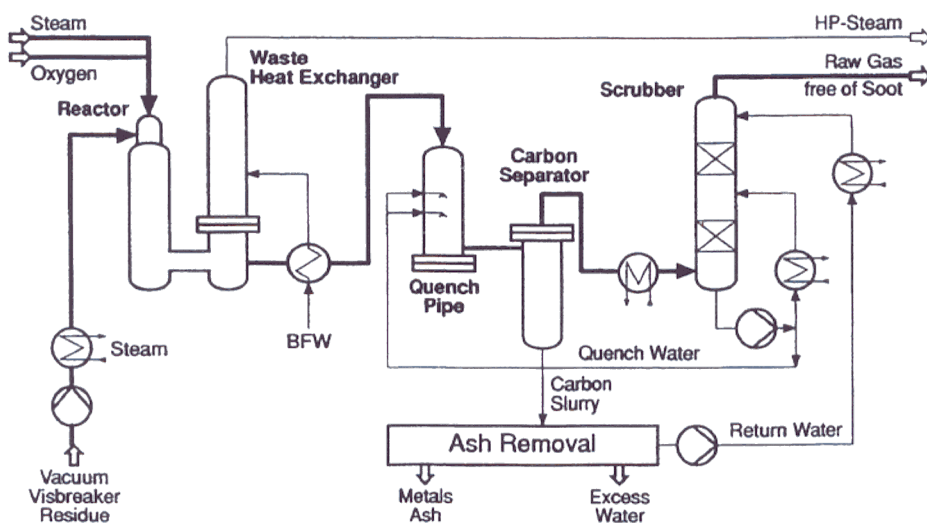 Steam
HP-Steam
Waste
Heat Exchanger
Oxygen
Raw Gas
free of Soot
Reactor
Scrubber
Carbon
Separator
Quench
Pipe
BFW
Steam
Quench Water
Carbon
Slurry
Ash Removal
Return Water
Vacuum
Visbreaker
Residue
Metals
Ash
Excess
Water